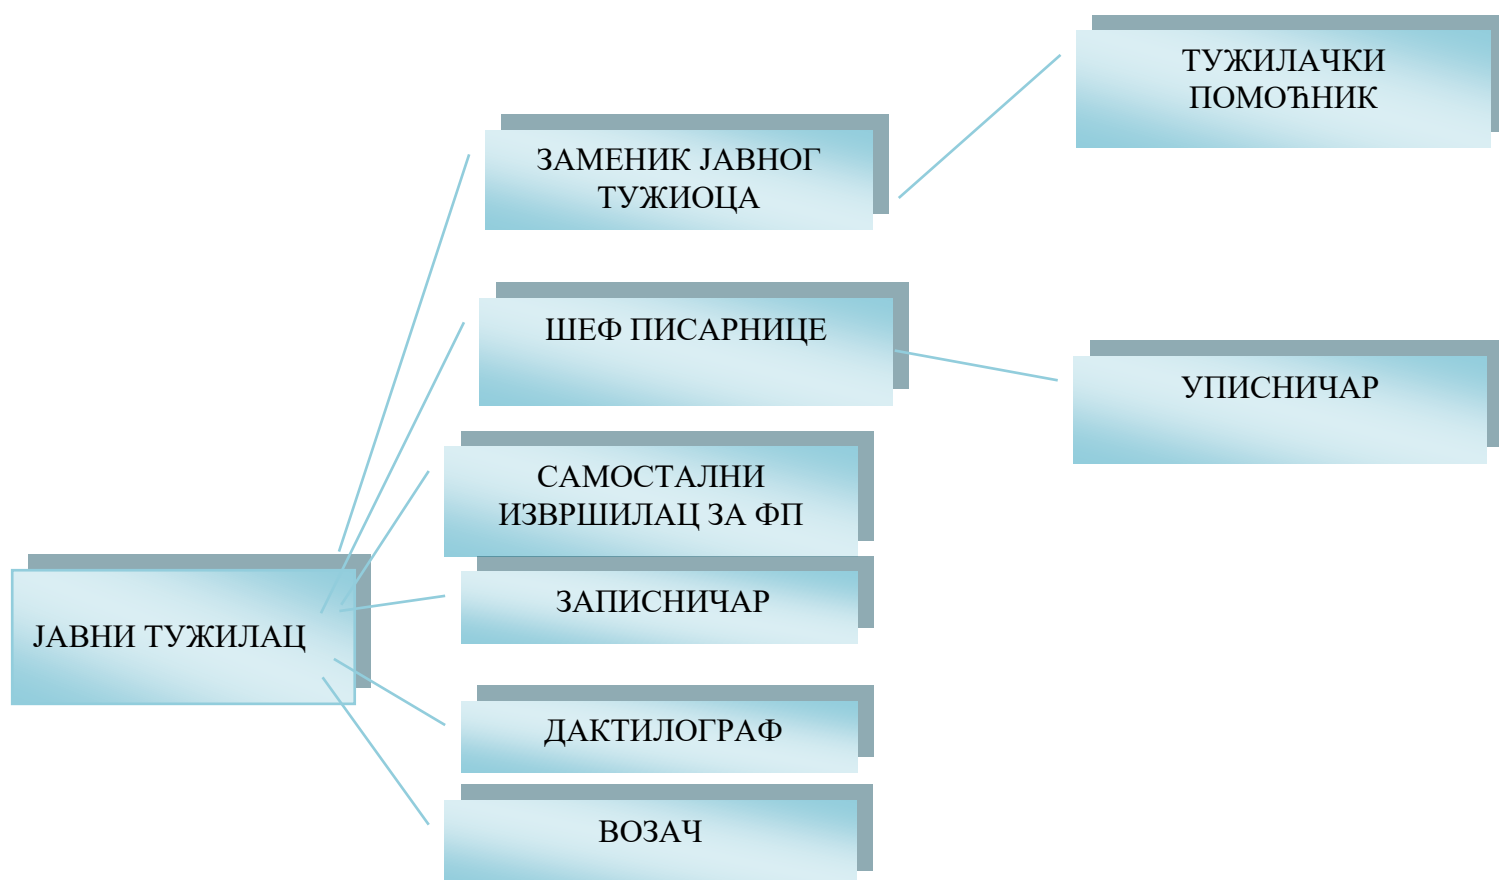 ТУЖИЛАЧКИ
ПОМОЋНИК
ЗАМЕНИК ЈАВНОГ
ТУЖИОЦА
ШЕФ ПИСАРНИЦЕ
УПИСНИЧАР
САМОСТАЛНИ
ИЗВРШИЛАЦ ЗА ФП
ЗАПИСНИЧАР
ЈАВНИ ТУЖИЛАЦ
ДАКТИЛОГРАФ
ВОЗАЧ